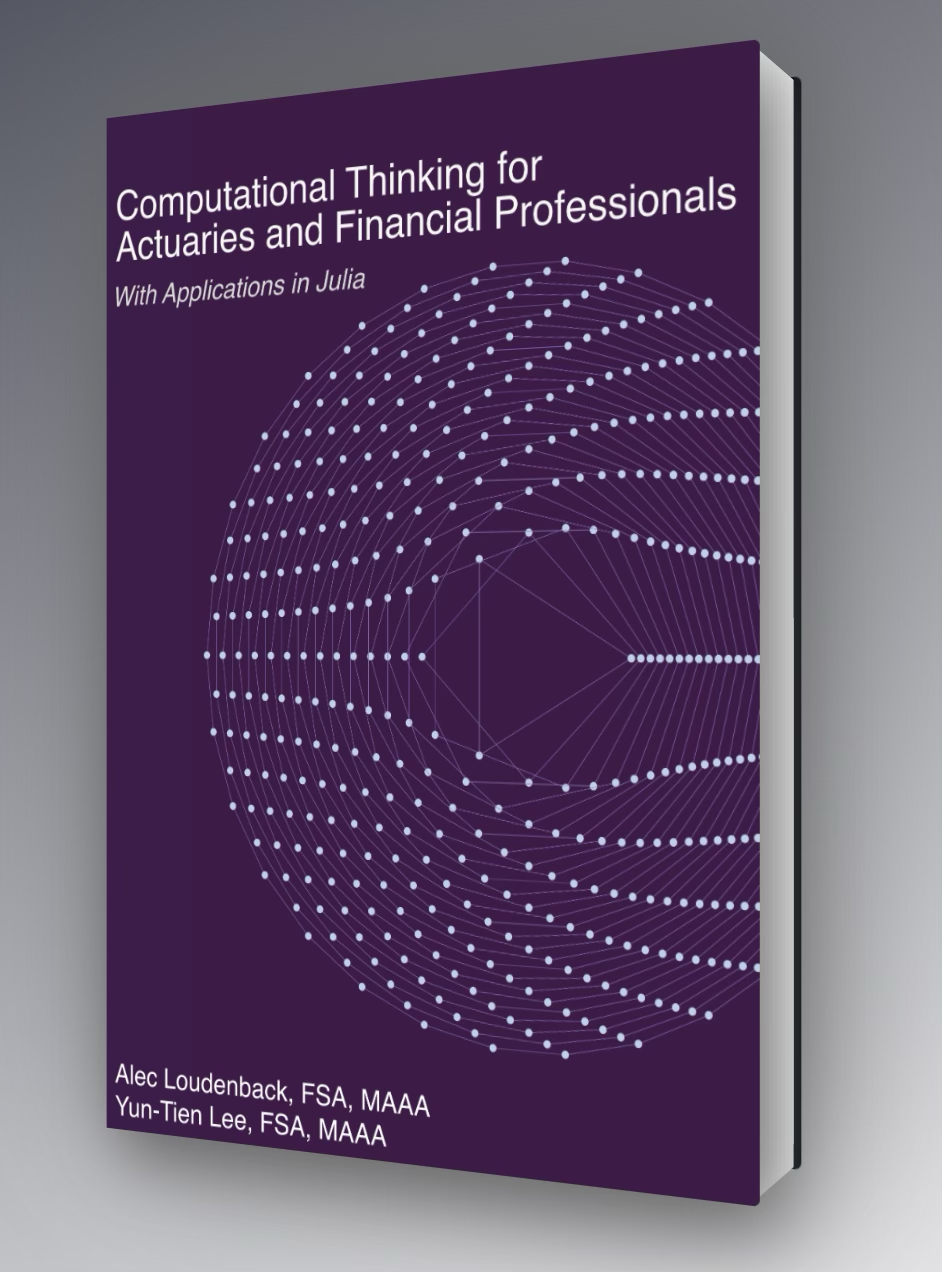 Computational Thinking for
Actuaries and Financial Professionals
With Applications in Julia
Alec Loudenback, FSA, MAAA
Yun-Tien Lee, FSA, MAAA